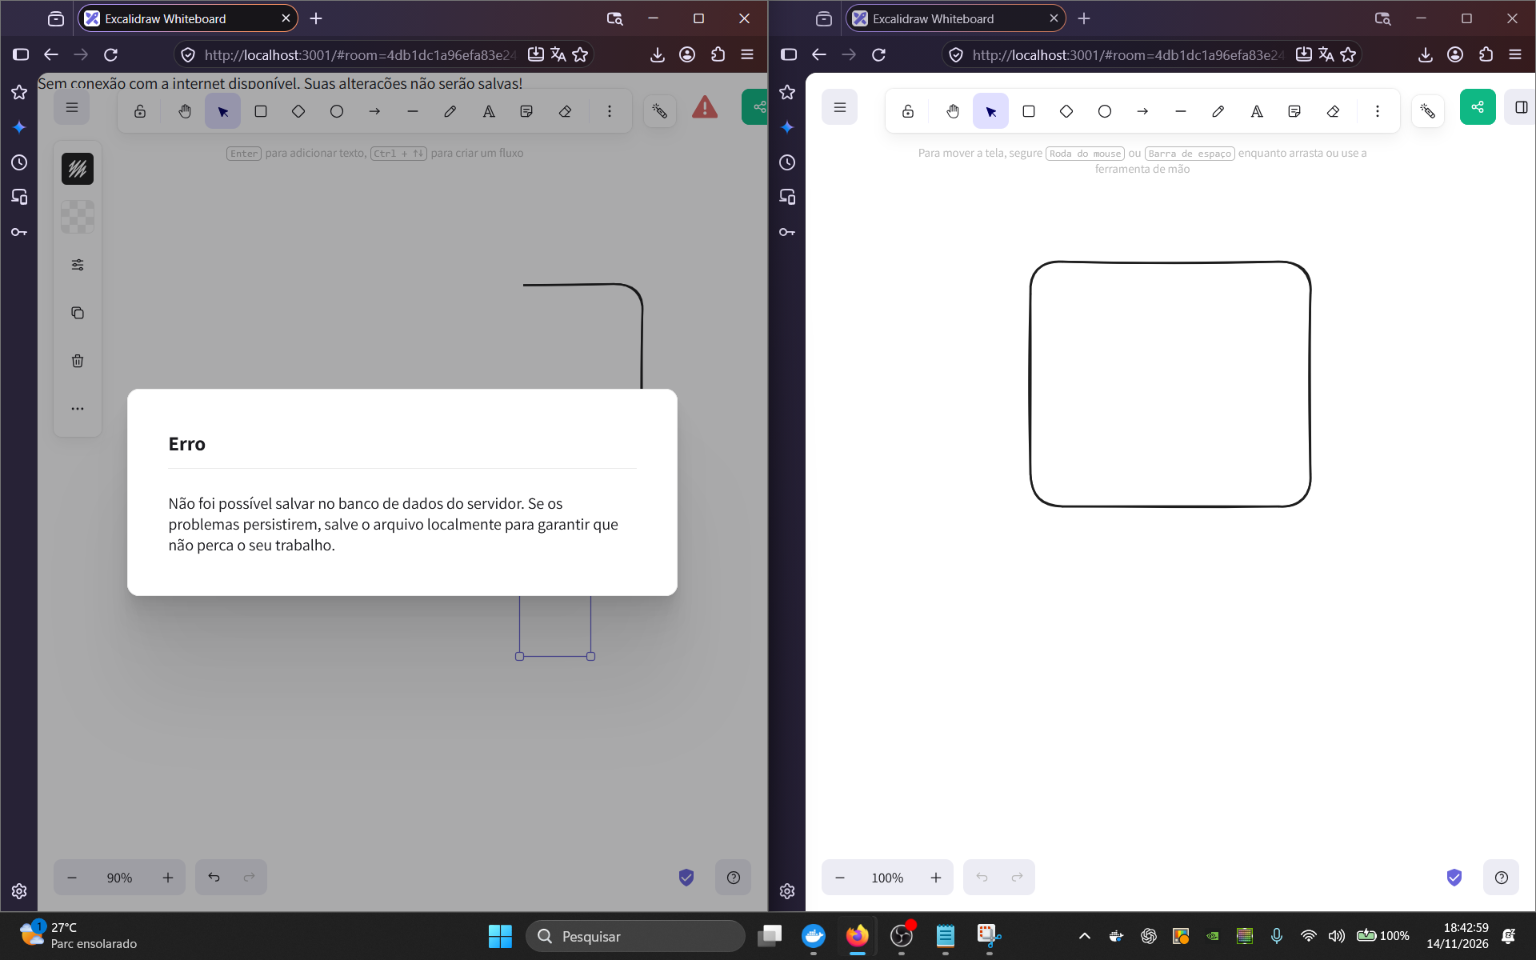 Excalidraw Whiteboard
http://localhost:3001/#room=4db1dc1a96efa83e24
Sem conexão com a internet disponível. Suas alterações não serão salvas!
Enter para adicionar texto, Ctrl + ↑↓ para criar um fluxo
Erro
Não foi possível salvar no banco de dados do servidor. Se os
problemas persistirem, salve o arquivo localmente para garantir que
não perca o seu trabalho.
90%
Excalidraw Whiteboard
http://localhost:3001/#room=4db1dc1a96efa83e24
Para mover a tela, segure Roda do mouse ou Barra de espaço enquanto arrasta ou use a
ferramenta de mão
100%
1
27°C
Parc ensolarado
Pesquisar
100%
18:42:59
14/11/2026